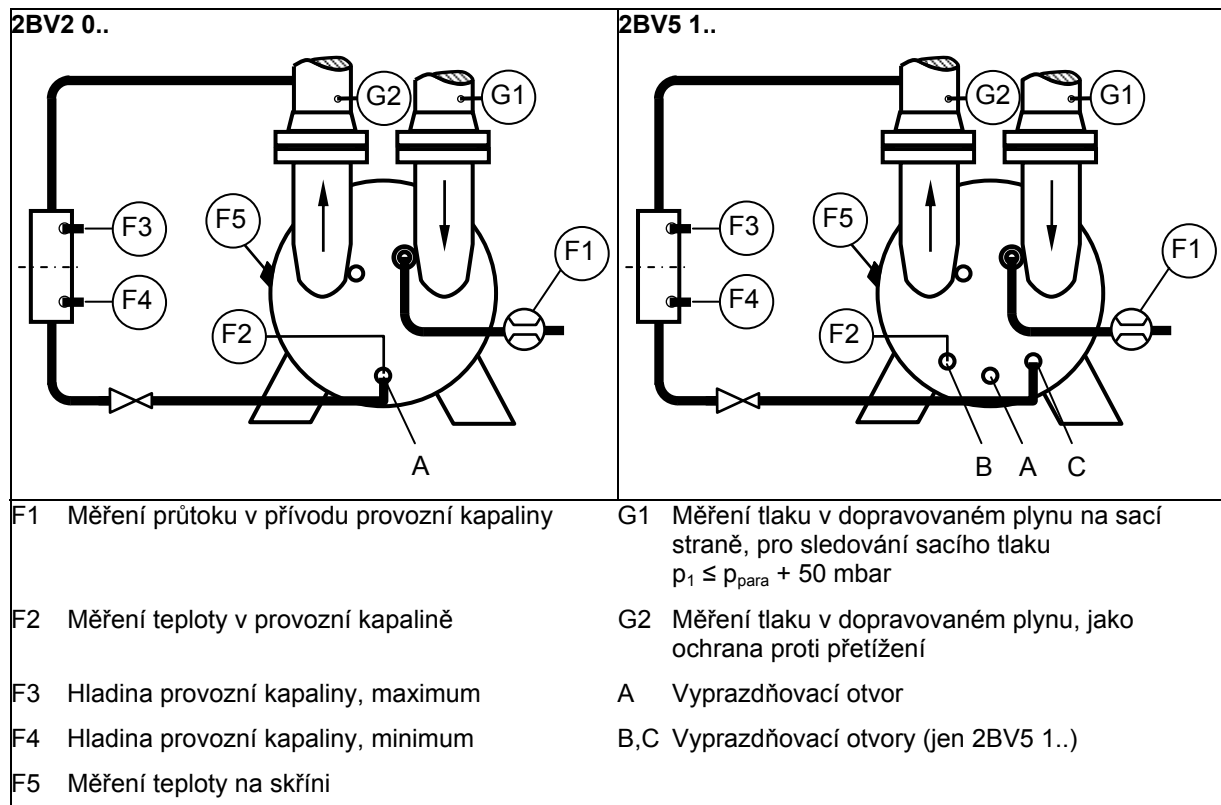 2BV2 0..
G2
G1
F3
F5
F1
F4
F2
A
2BV5 1..
G2
G1
F3
F5
F1
F4
F2
B A C
F1 Měření průtoku v přívodu provozní kapaliny
G1 Měření tlaku v dopravovaném plynu na sací
straně, pro sledování sacího tlaku
p₁ ≤ pₚₐᵣₐ + 50 mbar
F2 Měření teploty v provozní kapalině
G2 Měření tlaku v dopravovaném plynu, jako
ochrana proti přetížení
F3 Hladina provozní kapaliny, maximum
A Vyprazdňovací otvor
F4 Hladina provozní kapaliny, minimum
B,C Vyprazdňovací otvory (jen 2BV5 1..)
F5 Měření teploty na skříni